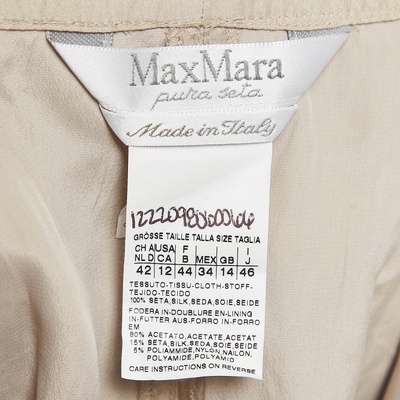 MaxMara
pura seta
Made in Italy
12220980600066
GRÖSSE TAILLE TALLA SIZE TAGLIA
CH A USA F I
NL D CA B MEX GB J
42 12 44 34 14 46
TESSUTO-TISSU-CLOTH-STOFF-
TEJIDO-TECIDO
100% SETA,SILK,SEDA,SOIE,SEIDE
FODERA IN-DOUBLURE EN-LINING
IN-FUTTER AUS-FORRO IN-FORRO
EM
80% ACETATO,ACETATE,ACETAT
15% SETA,SILK,SEDA,SOIE,SEIDE
5% POLIAMMIDE,NYLON,NAILON,
POLYAMIDE,POLYAMID
CARE INSTRUCTIONS ON REVERSE